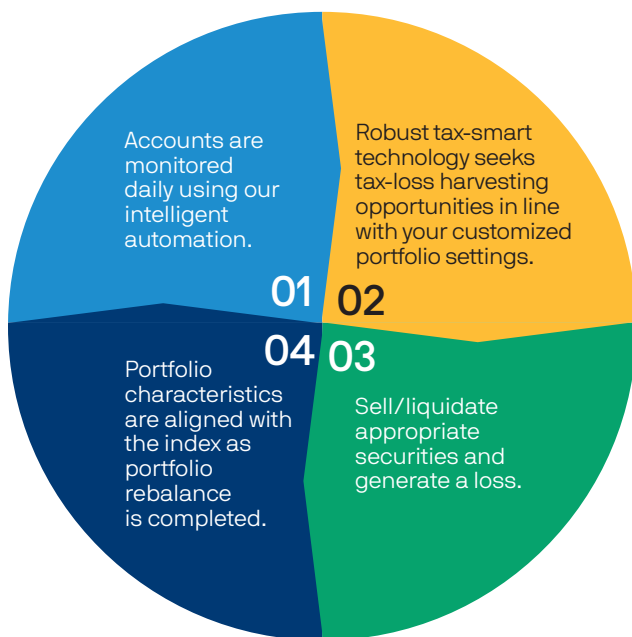 Accounts are
monitored
daily using our
intelligent
automation.
01
Robust tax-smart
technology seeks
tax-loss harvesting
opportunities in line
with your customized
portfolio settings.
02
03
Sell/liquidate
appropriate
securities and
generate a loss.
04
Portfolio
characteristics
are aligned with
the index as
portfolio
rebalance
is completed.